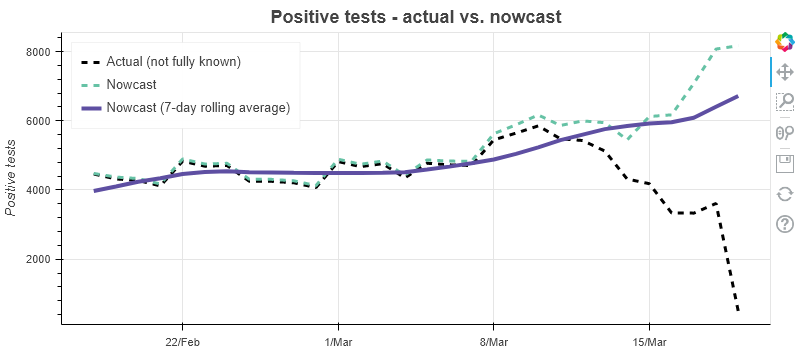 Positive tests - actual vs. nowcast
Actual (not fully known)
Nowcast
Nowcast (7-day rolling average)
Positive tests
8000
6000
4000
2000
22/Feb
1/Mar
8/Mar
15/Mar